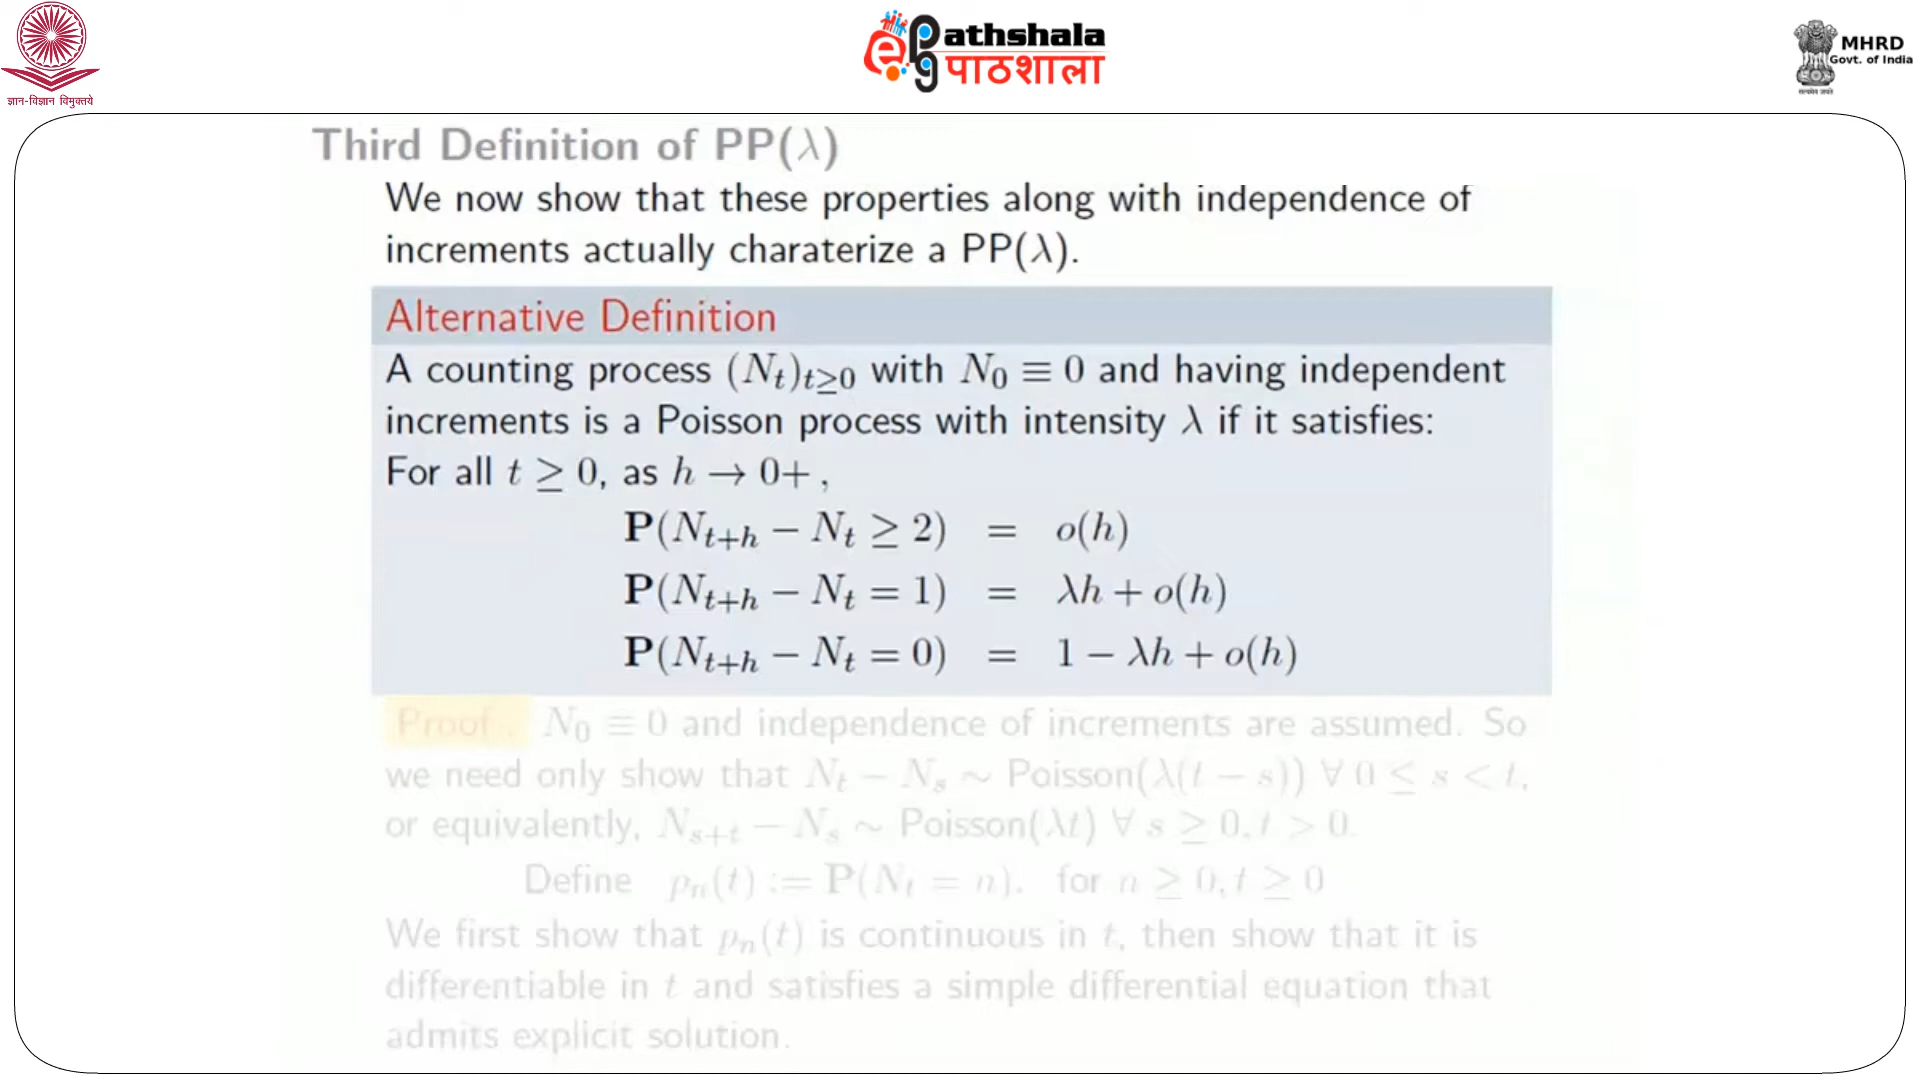 ज्ञान-विज्ञान विमुक्तये
ePathshala
पाठशाला
MHRD
Govt. of India
सत्यमेव जयते
Third Definition of PP(λ)
We now show that these properties along with independence of
increments actually charaterize a PP(λ).
Alternative Definition
A counting process (N_t)_{t≥0} with N_0 ≡ 0 and having independent
increments is a Poisson process with intensity λ if it satisfies:
For all t ≥ 0, as h → 0+ ,
P(N_{t+h} − N_t ≥ 2) = o(h)
P(N_{t+h} − N_t = 1) = λh + o(h)
P(N_{t+h} − N_t = 0) = 1 − λh + o(h)
Proof : N_0 ≡ 0 and independence of increments are assumed. So
we need only show that N_t − N_s ∼ Poisson(λ(t − s)) ∀ 0 ≤ s < t,
or equivalently, N_{s+t} − N_s ∼ Poisson(λt) ∀ s ≥ 0, t > 0.
Define p_n(t) := P(N_t = n), for n ≥ 0, t ≥ 0
We first show that p_n(t) is continuous in t, then show that it is
differentiable in t and satisfies a simple differential equation that
admits explicit solution.